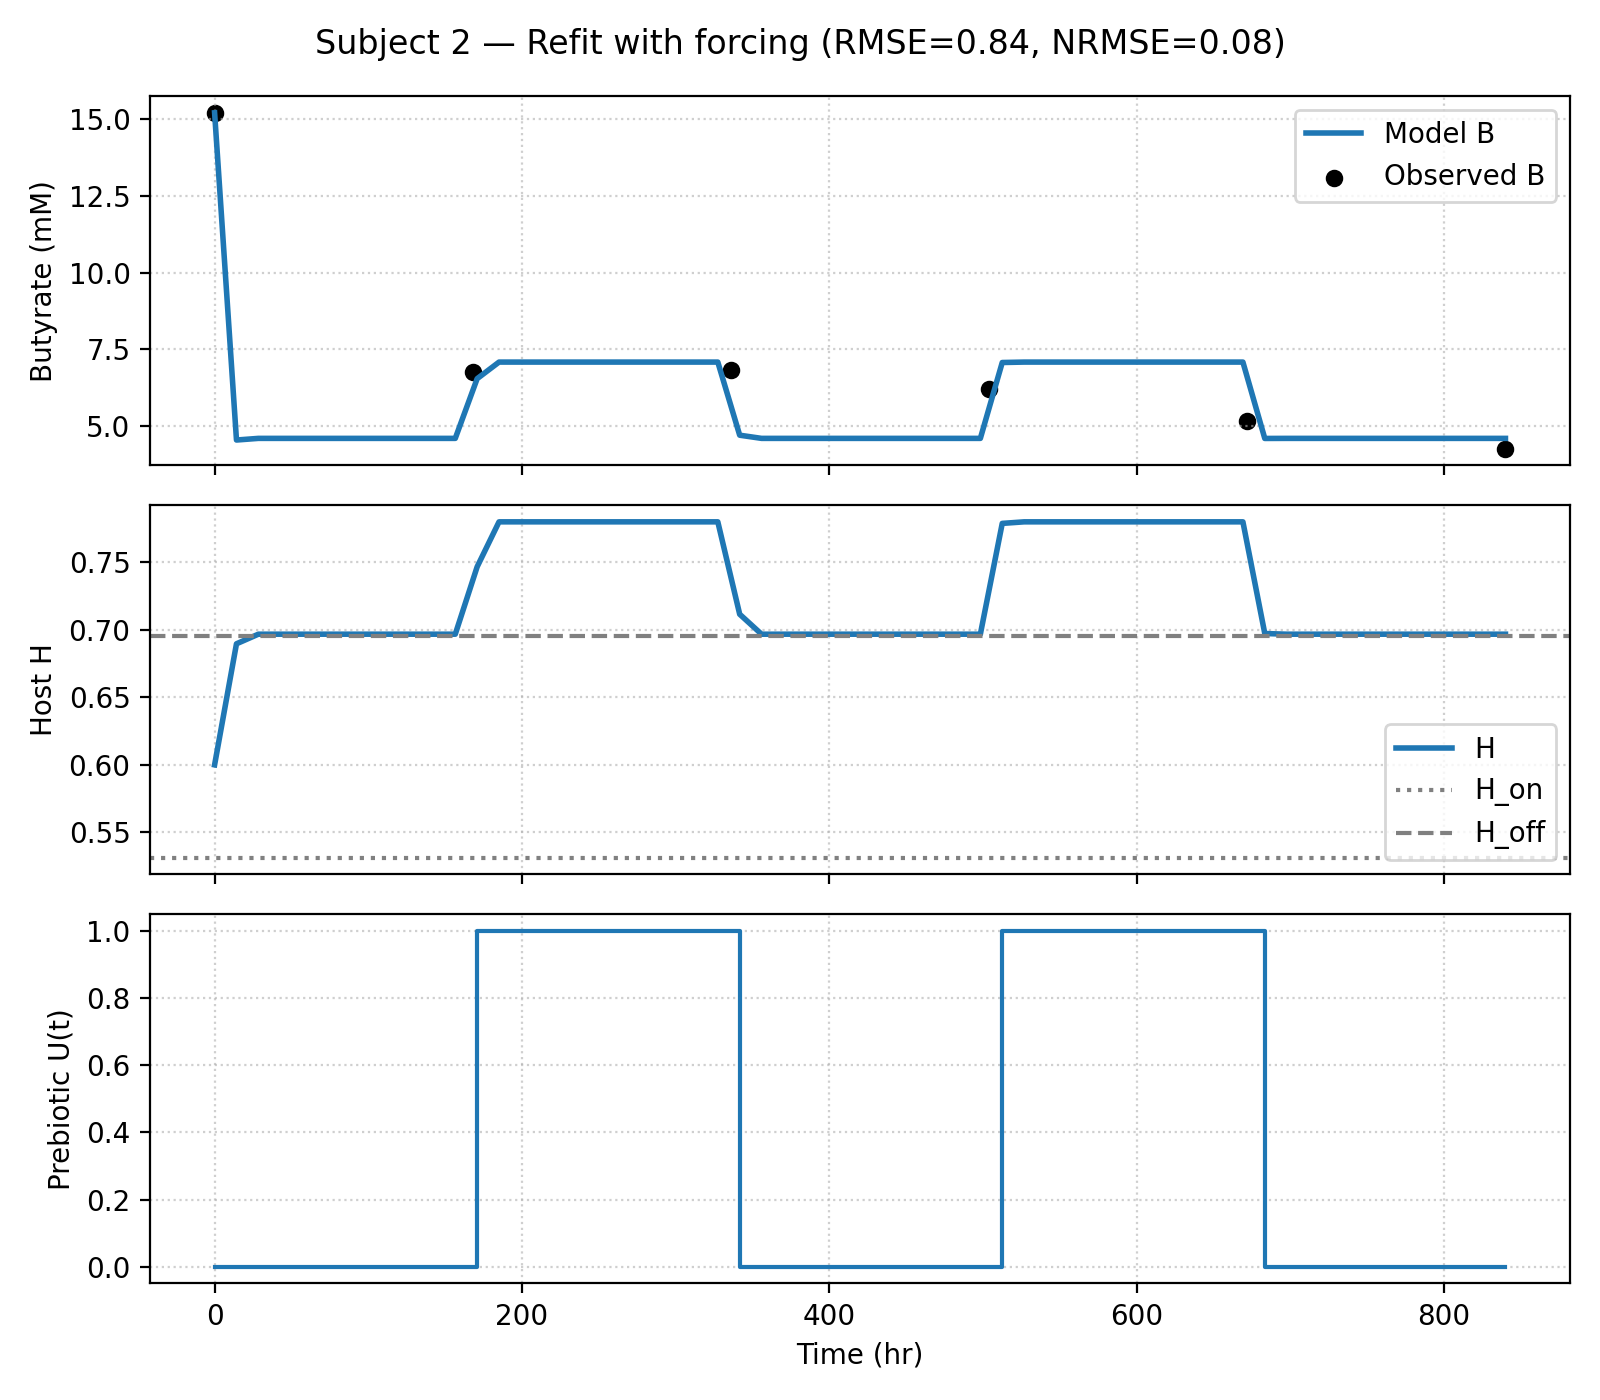 Subject 2 — Refit with forcing (RMSE=0.84, NRMSE=0.08)
Butyrate (mM)
15.0
12.5
10.0
7.5
5.0
Model B
Observed B
Host H
0.75
0.70
0.65
0.60
0.55
H
H_on
H_off
Prebiotic U(t)
1.0
0.8
0.6
0.4
0.2
0.0
0 200 400 600 800
Time (hr)